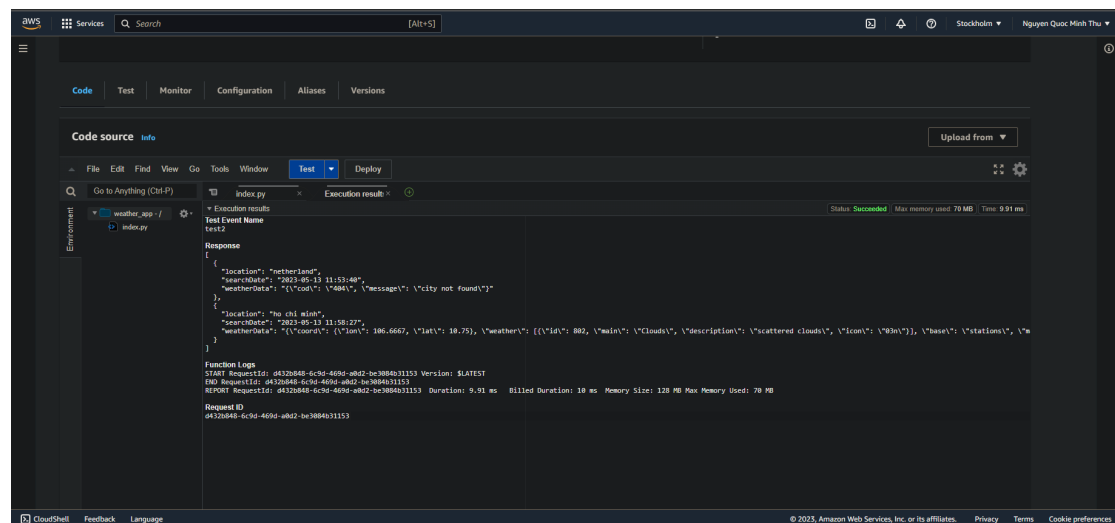 aws Services Search [Alt+S] Stockholm ▼ Nguyen Quoc Minh Thu ▼
Code Test Monitor Configuration Aliases Versions
Code source Info Upload from ▼
File Edit Find View Go Tools Window Test ▼ Deploy
Go to Anything (Ctrl-P) index.py × Execution results ×
Environment
weather_app - /
index.py
▼ Execution results Status: Succeeded Max memory used: 70 MB Time: 9.91 ms
Test Event Name
test2
Response
[
{
"location": "netherland",
"searchDate": "2023-05-13 11:53:40",
"weatherData": "{\"cod\": \"404\", \"message\": \"city not found\"}"
},
{
"location": "ho chi minh",
"searchDate": "2023-05-13 11:58:27",
"weatherData": "{\"coord\": {\"lon\": 106.6667, \"lat\": 10.75}, \"weather\": [{\"id\": 802, \"main\": \"Clouds\", \"description\": \"scattered clouds\", \"icon\": \"03n\"}], \"base\": \"stations\", \"m
}
]
Function Logs
START RequestId: d432b848-6c9d-469d-a0d2-be3084b31153 Version: $LATEST
END RequestId: d432b848-6c9d-469d-a0d2-be3084b31153
REPORT RequestId: d432b848-6c9d-469d-a0d2-be3084b31153 Duration: 9.91 ms Billed Duration: 10 ms Memory Size: 128 MB Max Memory Used: 70 MB
Request ID
d432b848-6c9d-469d-a0d2-be3084b31153
CloudShell Feedback Language © 2023, Amazon Web Services, Inc. or its affiliates. Privacy Terms Cookie preferences